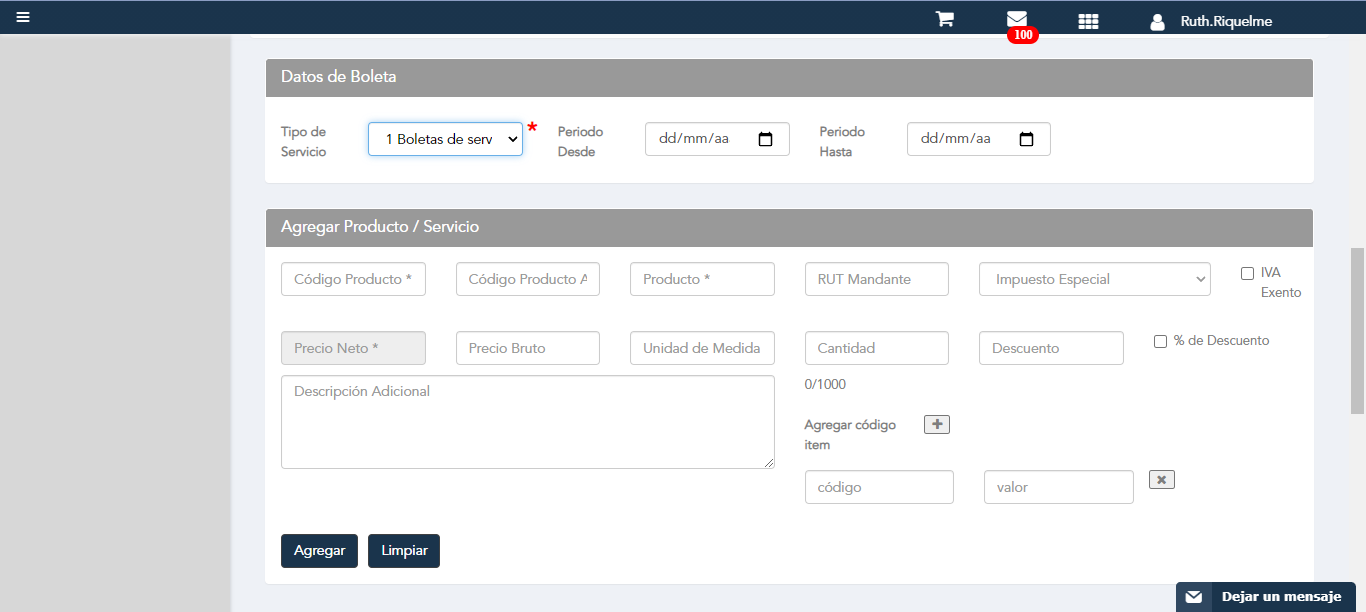 Ruth.Riquelme
100
Datos de Boleta
Tipo de
Servicio
1 Boletas de serv
*
Periodo
Desde
dd/mm/aa
Periodo
Hasta
dd/mm/aa
Agregar Producto / Servicio
Código Producto *
Código Producto A
Producto *
RUT Mandante
Impuesto Especial
IVA
Exento
Precio Neto *
Precio Bruto
Unidad de Medida
Cantidad
Descuento
% de Descuento
Descripción Adicional
0/1000
Agregar código
item
código
valor
Agregar
Limpiar
Dejar un mensaje